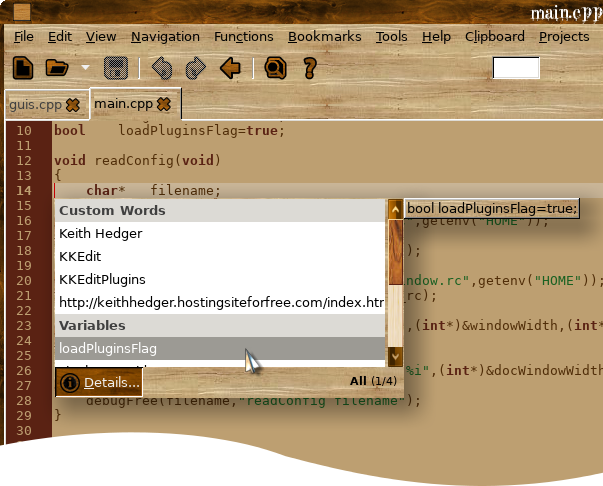 main.cpp
File Edit View Navigation Functions Bookmarks Tools Help Clipboard Projects
guis.cpp main.cpp
10 bool loadPluginsFlag=true;
11
12 void readConfig(void)
13 {
14 char* filename;
15
Custom Words
bool loadPluginsFlag=true;
16 ,getenv("HOME"));
Keith Hedger
17
18 );
KKEdit
19
20 ndow.rc",getenv("HOME"));
KKEditPlugins
21 rc);
http://keithhedger.hostingsiteforfree.com/index.htr
22
23 ,(int*)&windowWidth,(int*
Variables
24
loadPluginsFlag
25
26 %i",(int*)&docWindowWidth
27
Details...
All (1/4)
28 debugFree(filename,"readConfig filename");
29 }
30